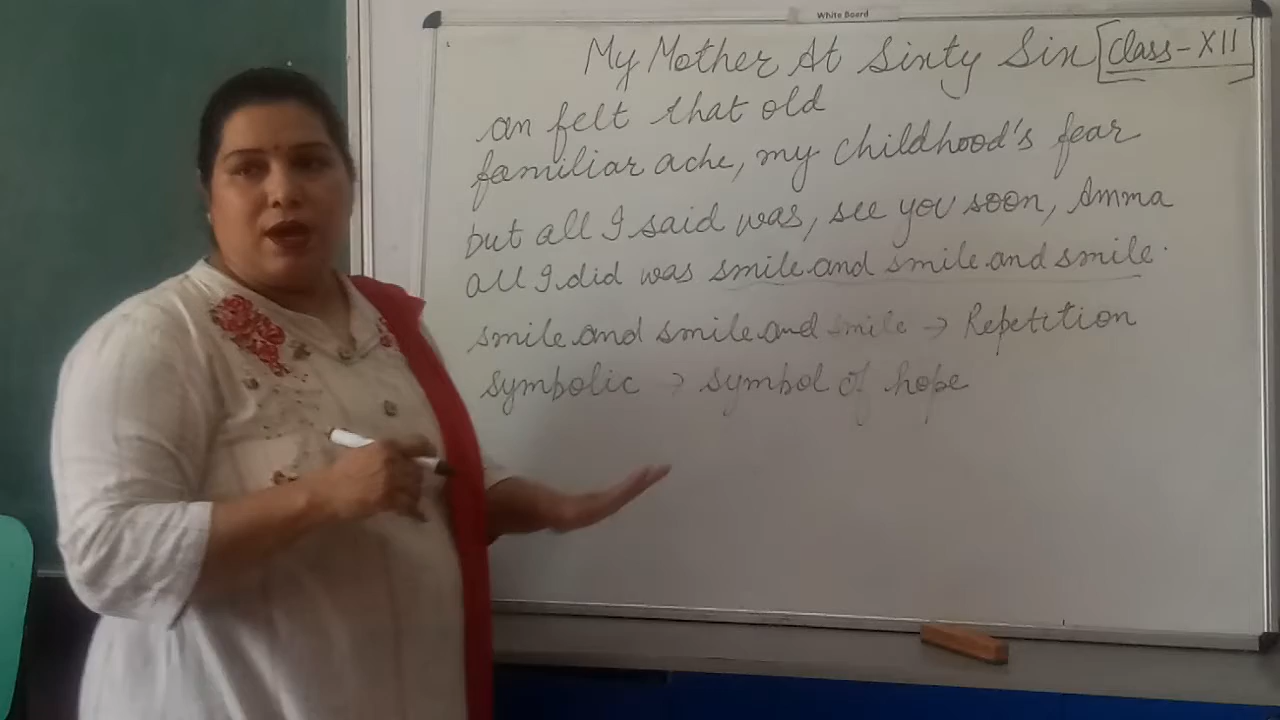 White Board
My Mother At Sixty Six [Class-XII]
an felt that old
familiar ache, my childhood's fear
but all I said was, see you soon, Amma
all I did was smile and smile and smile.
smile and smile and smile → Repetition
symbolic → symbol of hope